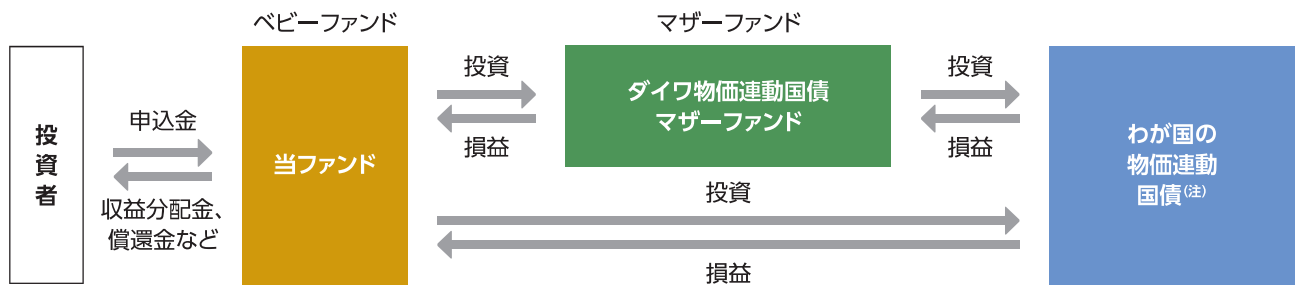 ベビーファンド
マザーファンド
投資者
申込金
収益分配金、
償還金など
当ファンド
投資
損益
ダイワ物価連動国債
マザーファンド
投資
損益
投資
損益
わが国の
物価連動
国債(注)